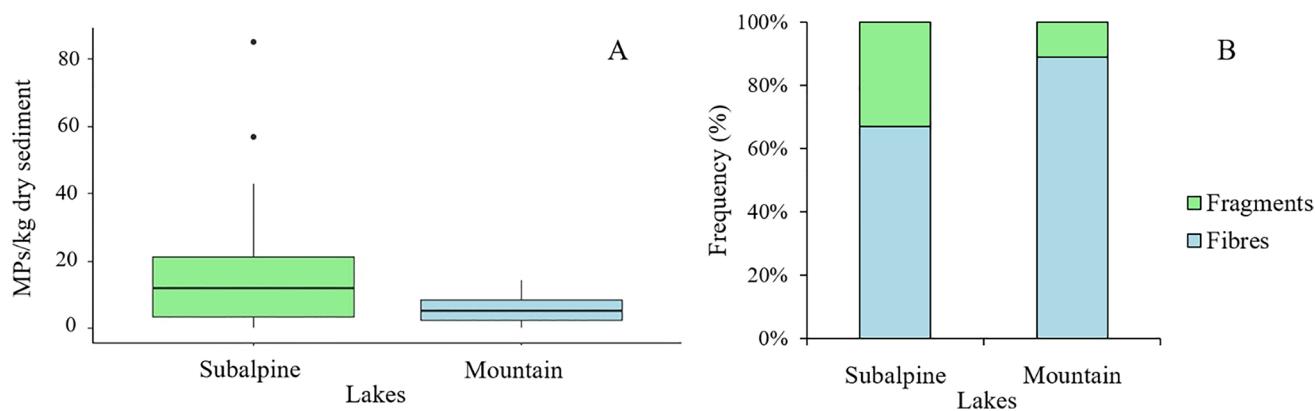 A
MPs/kg dry sediment
80
60
40
20
0
Subalpine
Mountain
Lakes
B
Frequency (%)
100%
80%
60%
40%
20%
0%
Subalpine
Mountain
Lakes
Fragments
Fibres